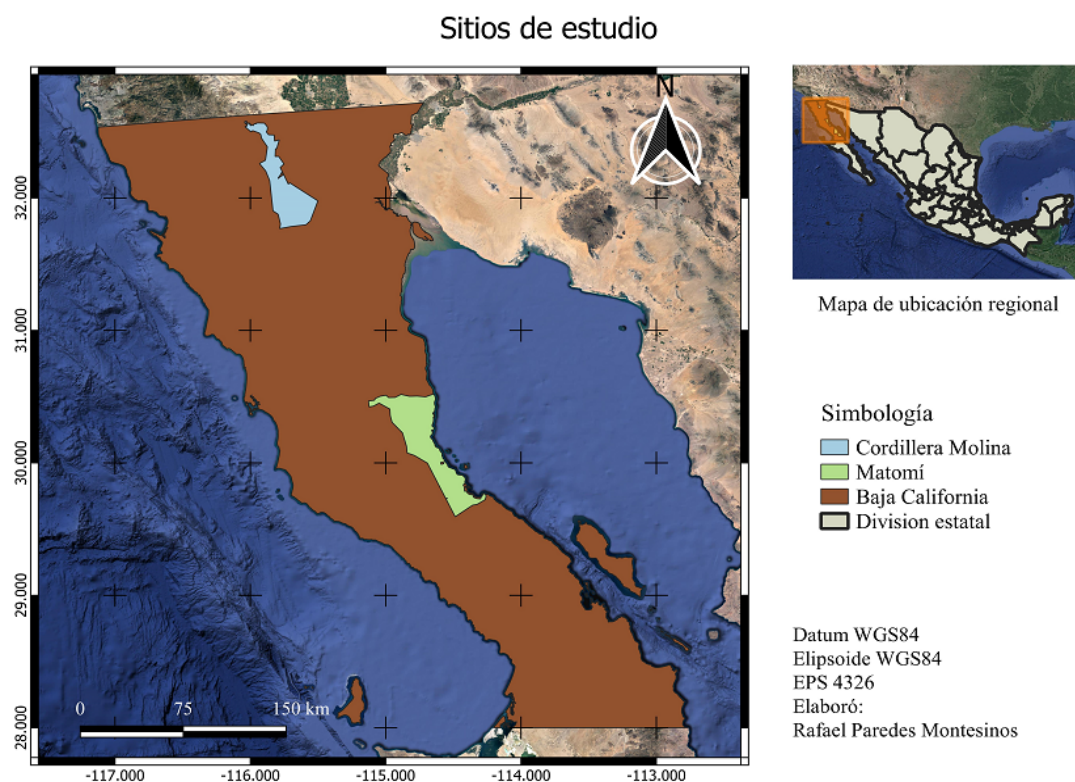 Sitios de estudio
N
32.000
31.000
30.000
29.000
28.000
0 75 150 km
-117.000 -116.000 -115.000 -114.000 -113.000
Mapa de ubicación regional
Simbología
Cordillera Molina
Matomí
Baja California
Division estatal
Datum WGS84
Elipsoide WGS84
EPS 4326
Elaboró:
Rafael Paredes Montesinos